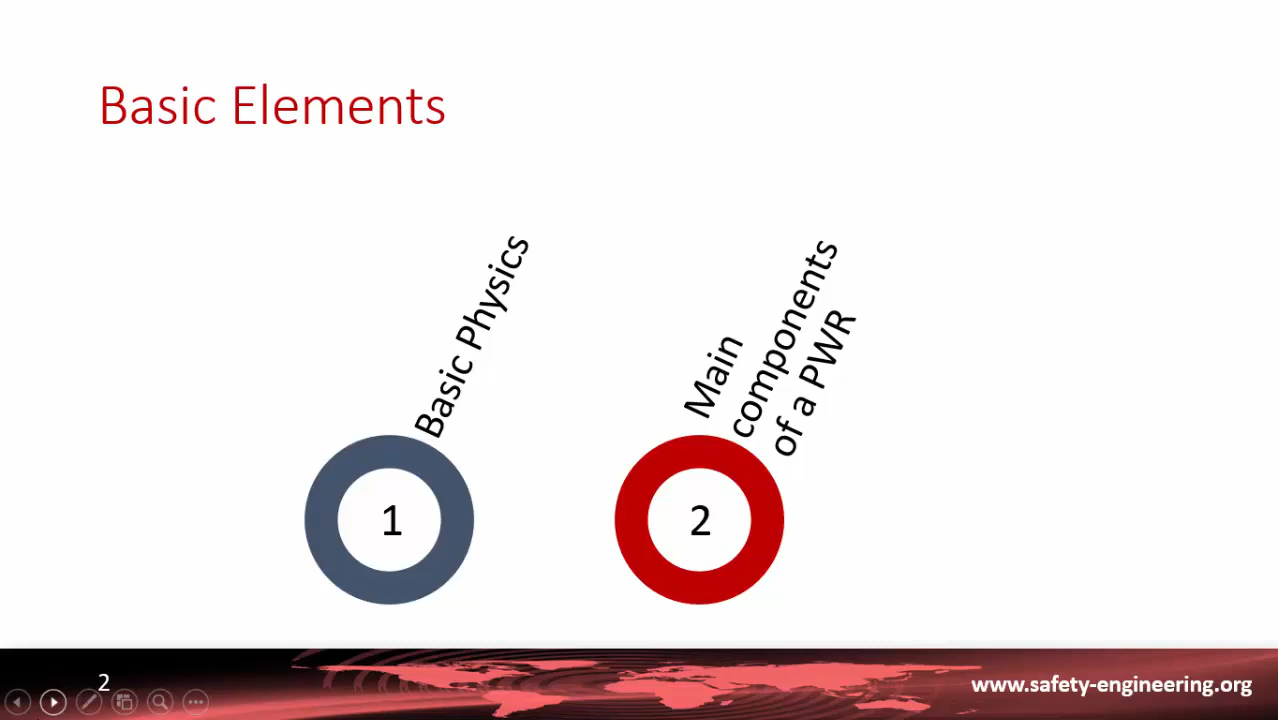 Basic Elements
Basic Physics
1
Main
components
of a PWR
2
2
www.safety-engineering.org